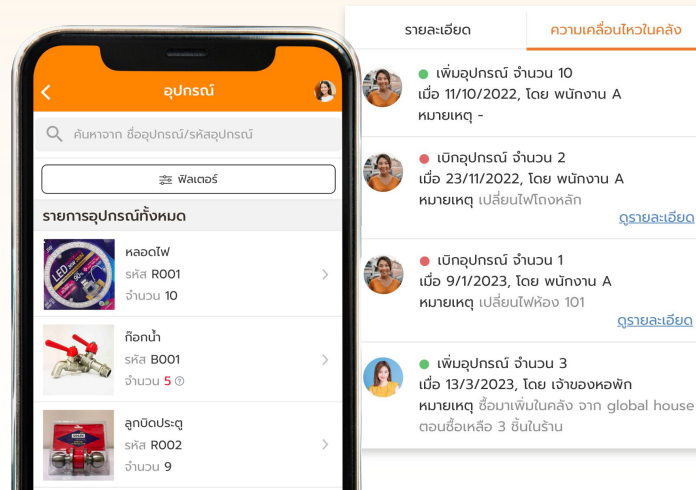 อุปกรณ์
ค้นหาจาก ชื่ออุปกรณ์/รหัสอุปกรณ์
ฟิลเตอร์
รายการอุปกรณ์ทั้งหมด
LED
หลอดไฟ
รหัส R001
จำนวน 10
ก๊อกน้ำ
รหัส B001
จำนวน 5
ลูกบิดประตู
รหัส R002
จำนวน 9
รายละเอียด
ความเคลื่อนไหวในคลัง
เพิ่มอุปกรณ์ จำนวน 10
เมื่อ 11/10/2022, โดย พนักงาน A
หมายเหตุ -
เบิกอุปกรณ์ จำนวน 2
เมื่อ 23/11/2022, โดย พนักงาน A
หมายเหตุ เปลี่ยนไฟโถงหลัก
ดูรายละเอียด
เบิกอุปกรณ์ จำนวน 1
เมื่อ 9/1/2023, โดย พนักงาน A
หมายเหตุ เปลี่ยนไฟห้อง 101
ดูรายละเอียด
เพิ่มอุปกรณ์ จำนวน 3
เมื่อ 13/3/2023, โดย เจ้าของหอพัก
หมายเหตุ ซื้อมาเพิ่มในคลัง จาก global house
ตอนซื้อเหลือ 3 ชิ้นในร้าน